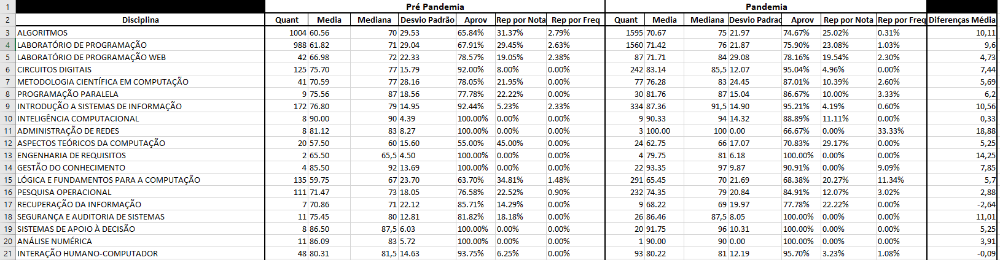 1 Pré Pandemia Pandemia
2 Disciplina Quant Media Mediana Desvio Padrão Aprov Rep por Nota Rep por Freq Quant Media Mediana Desvio Padrac Aprov Rep por Nota Rep por Freq Diferenças Média
3 ALGORITMOS 1004 60.56 70 29.53 65.84% 31.37% 2.79% 1595 70.67 75 21.97 74.67% 25.02% 0.31% 10,11
4 LABORATÓRIO DE PROGRAMAÇÃO 988 61.82 71 29.04 67.91% 29.45% 2.63% 1560 71.42 76 21.87 75.90% 23.08% 1.03% 9,6
5 LABORATÓRIO DE PROGRAMAÇÃO WEB 42 66.98 72 22.33 78.57% 19.05% 2.38% 87 71.71 84 29.08 78.16% 19.54% 2.30% 4,73
6 CIRCUITOS DIGITAIS 125 75.70 77 15.79 92.00% 8.00% 0.00% 242 83.14 85,5 12.07 95.04% 4.96% 0.00% 7,44
7 METODOLOGIA CIENTÍFICA EM COMPUTAÇÃO 41 70.59 77 28.16 78.05% 21.95% 0.00% 77 76.28 83 24.45 87.01% 10.39% 2.60% 5,69
8 PROGRAMAÇÃO PARALELA 9 75.56 87 18.56 77.78% 22.22% 0.00% 30 81.76 87 15.04 86.67% 10.00% 3.33% 6,2
9 INTRODUÇÃO A SISTEMAS DE INFORMAÇÃO 172 76.80 79 14.95 92.44% 5.23% 2.33% 334 87.36 91,5 14.90 95.21% 4.19% 0.60% 10,56
10 INTELIGÊNCIA COMPUTACIONAL 8 90.00 90 4.39 100.00% 0.00% 0.00% 9 90.33 94 14.32 88.89% 11.11% 0.00% 0,33
11 ADMINISTRAÇÃO DE REDES 8 81.12 83 8.27 100.00% 0.00% 0.00% 3 100.00 100 0.00 66.67% 0.00% 33.33% 18,88
12 ASPECTOS TEÓRICOS DA COMPUTAÇÃO 20 57.50 60 15.60 55.00% 45.00% 0.00% 24 62.75 66 17.07 70.83% 29.17% 0.00% 5,25
13 ENGENHARIA DE REQUISITOS 2 65.50 65,5 4.50 100.00% 0.00% 0.00% 4 79.75 81 6.18 100.00% 0.00% 0.00% 14,25
14 GESTÃO DO CONHECIMENTO 4 85.50 92 13.69 100.00% 0.00% 0.00% 22 93.35 97 9.87 90.91% 0.00% 9.09% 7,85
15 LÓGICA E FUNDAMENTOS PARA A COMPUTAÇÃO 135 59.75 67 23.70 63.70% 34.81% 1.48% 291 65.45 70 21.69 68.38% 20.27% 11.34% 5,7
16 PESQUISA OPERACIONAL 111 71.47 73 18.05 76.58% 22.52% 0.90% 232 74.35 79 20.84 84.91% 12.07% 3.02% 2,88
17 RECUPERAÇÃO DA INFORMAÇÃO 7 70.86 71 22.12 85.71% 14.29% 0.00% 9 68.22 69 19.97 77.78% 22.22% 0.00% -2,64
18 SEGURANÇA E AUDITORIA DE SISTEMAS 11 75.45 80 12.81 81.82% 18.18% 0.00% 26 86.46 87,5 8.05 100.00% 0.00% 0.00% 11,01
19 SISTEMAS DE APOIO À DECISÃO 8 86.50 87,5 6.03 100.00% 0.00% 0.00% 20 91.75 96 10.31 100.00% 0.00% 0.00% 5,25
20 ANÁLISE NUMÉRICA 11 86.09 83 5.72 100.00% 0.00% 0.00% 1 90.00 90 0.00 100.00% 0.00% 0.00% 3,91
21 INTERAÇÃO HUMANO-COMPUTADOR 48 80.31 81,5 14.63 93.75% 6.25% 0.00% 93 80.22 81 12.19 95.70% 3.23% 1.08% -0,09